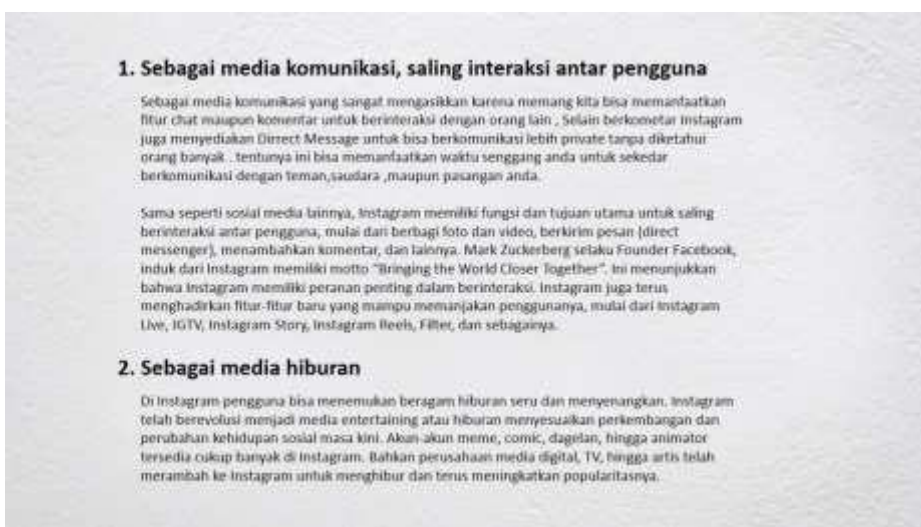 1. Sebagai media komunikasi, saling interaksi antar pengguna
Sebagai media komunikasi yang sangat mengasikkan karena memang kita bisa memanfaatkan
fitur chat maupun komentar untuk berinteraksi dengan orang lain , Selain berkometar Instagram
juga menyediakan Dirrect Message untuk bisa berkomunikasi lebih private tanpa diketahui
orang banyak . tentunya ini bisa memanfaatkan waktu senggang anda untuk sekedar
berkomunikasi dengan teman,saudara ,maupun pasangan anda.
Sama seperti sosial media lainnya, Instagram memiliki fungsi dan tujuan utama untuk saling
berinteraksi antar pengguna, mulai dari berbagi foto dan video, berkirim pesan (direct
messenger), menambahkan komentar, dan lainnya. Mark Zuckerberg selaku Founder Facebook,
induk dari Instagram memiliki motto "Bringing the World Closer Together". Ini menunjukkan
bahwa Instagram memiliki peranan penting dalam berinteraksi. Instagram juga terus
menghadirkan fitur-fitur baru yang mampu memanjakan penggunanya, mulai dari Instagram
Live, IGTV, Instagram Story, Instagram Reels, Filter, dan sebagainya.
2. Sebagai media hiburan
Di Instagram pengguna bisa menemukan beragam hiburan seru dan menyenangkan. Instagram
telah berevolusi menjadi media entertaining atau hiburan menyesuaikan perkembangan dan
perubahan kehidupan sosial masa kini. Akun-akun meme, comic, dagelan, hingga animator
tersedia cukup banyak di Instagram. Bahkan perusahaan media digital, TV, hingga artis telah
merambah ke Instagram untuk menghibur dan terus meningkatkan popularitasnya.